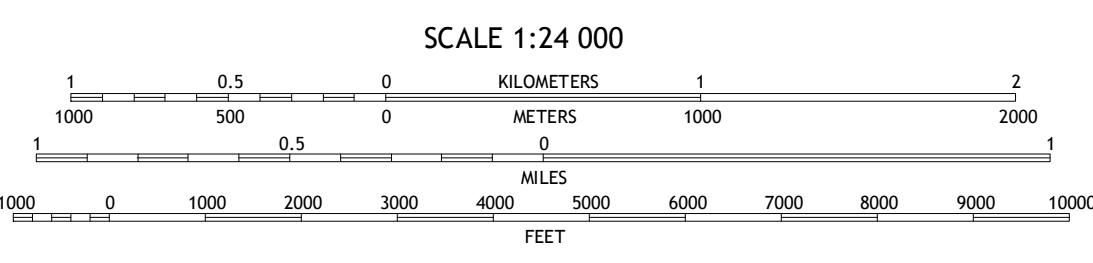 SCALE 1:24 000
1 0.5 0 KILOMETERS 1 2
1000 500 0 METERS 1000 2000
1 0.5 0 1
MILES
1000 0 1000 2000 3000 4000 5000 6000 7000 8000 9000 10000
FEET